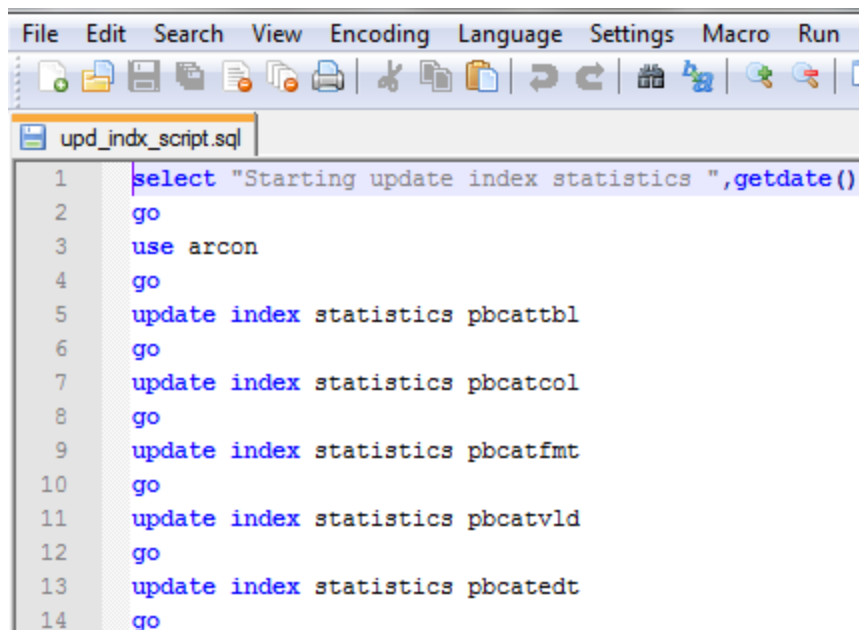 File Edit Search View Encoding Language Settings Macro Run
upd_indx_script.sql
1 select "Starting update index statistics ",getdate()
2 go
3 use arcon
4 go
5 update index statistics pbcattbl
6 go
7 update index statistics pbcatcol
8 go
9 update index statistics pbcatfmt
10 go
11 update index statistics pbcatvld
12 go
13 update index statistics pbcatedt
14 go